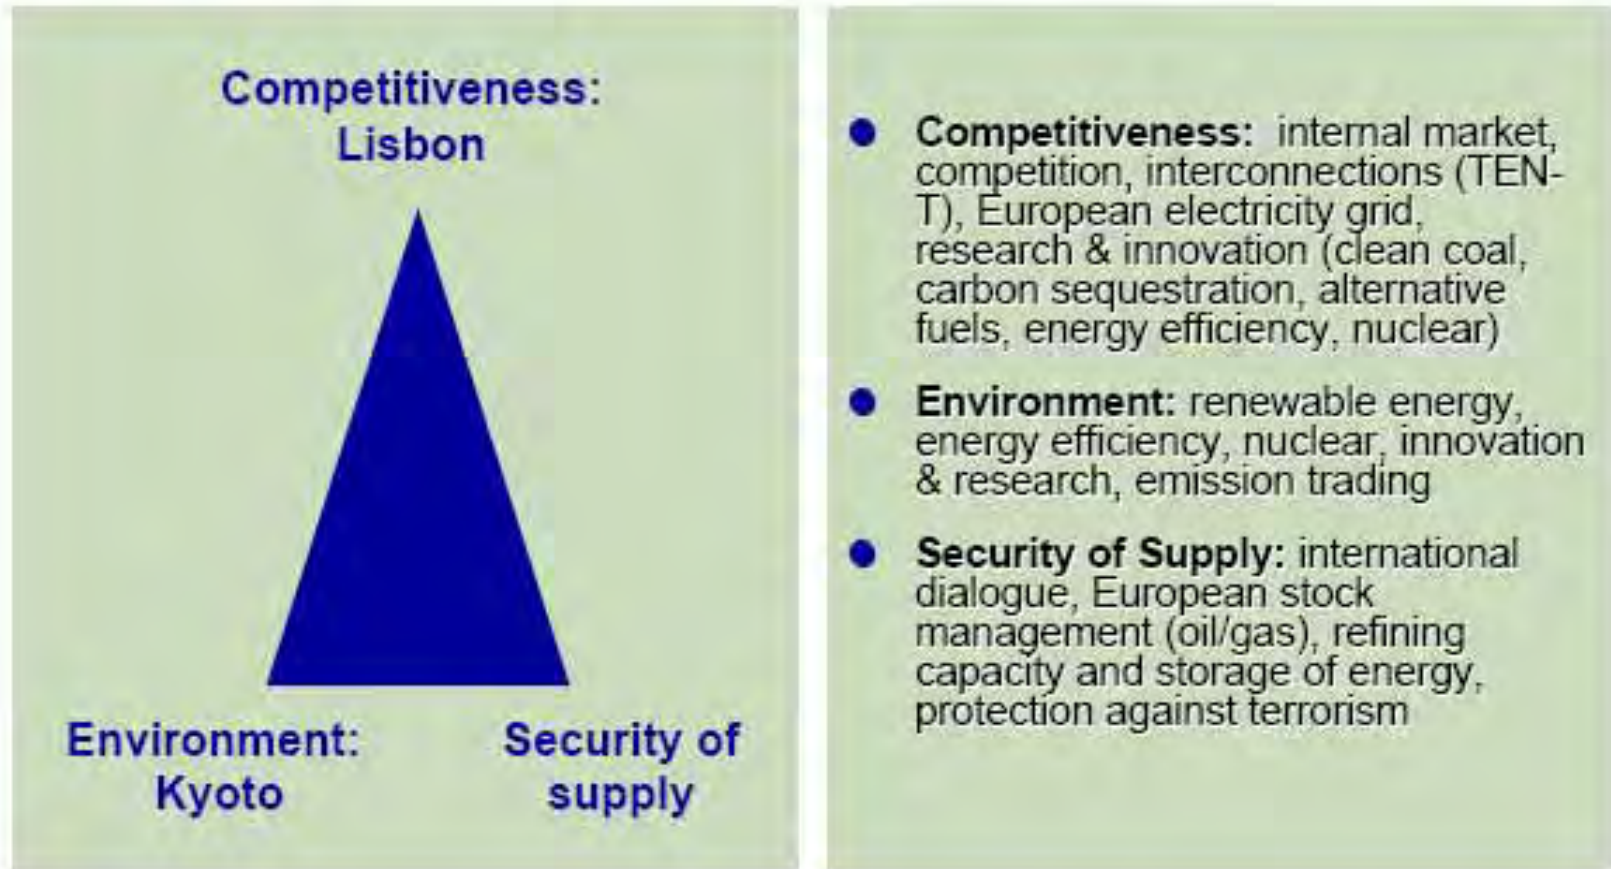 Competitiveness:
Lisbon
Environment:
Kyoto
Security of
supply
● Competitiveness: internal market,
competition, interconnections (TEN-
T), European electricity grid,
research & innovation (clean coal,
carbon sequestration, alternative
fuels, energy efficiency, nuclear)
● Environment: renewable energy,
energy efficiency, nuclear, innovation
& research, emission trading
● Security of Supply: international
dialogue, European stock
management (oil/gas), refining
capacity and storage of energy,
protection against terrorism